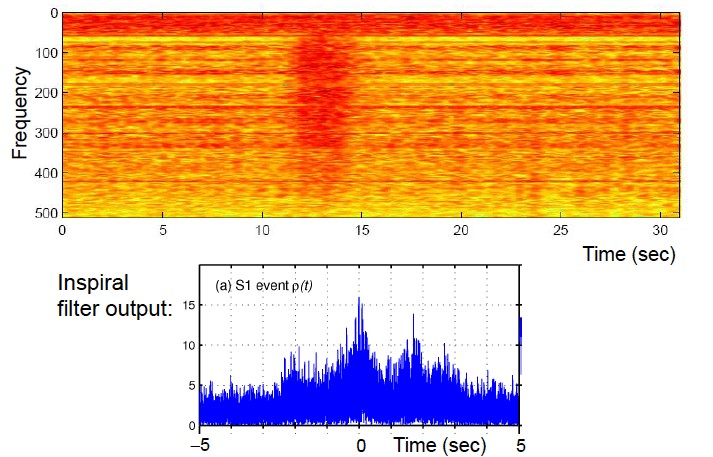 0
100
200
300
400
500
Frequency
0 5 10 15 20 25 30
Time (sec)
Inspiral
filter output:
(a) S1 event ρ(t)
15
10
5
0
–5 0 Time (sec) 5